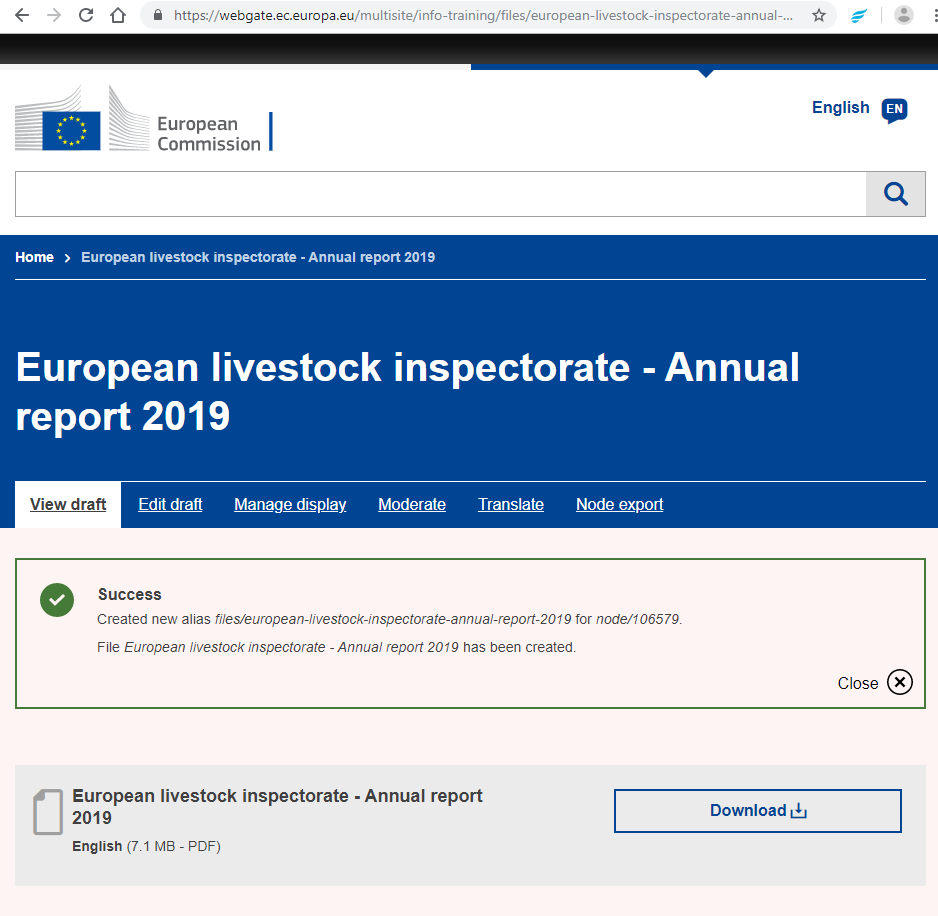 https://webgate.ec.europa.eu/multisite/info-training/files/european-livestock-inspectorate-annual-...
English EN
European
Commission
Home > European livestock inspectorate - Annual report 2019
European livestock inspectorate - Annual
report 2019
View draft Edit draft Manage display Moderate Translate Node export
Success
Created new alias files/european-livestock-inspectorate-annual-report-2019 for node/106579.
File European livestock inspectorate - Annual report 2019 has been created.
Close
European livestock inspectorate - Annual report
2019
Download
English (7.1 MB - PDF)